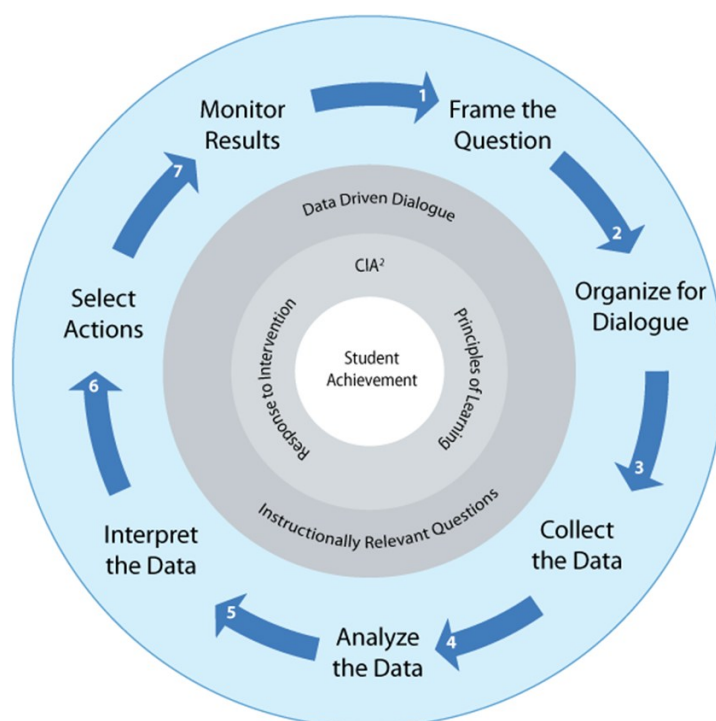 1
Frame the
Question
2
Organize for
Dialogue
3
Collect
the Data
4
Analyze
the Data
5
Interpret
the Data
6
Select
Actions
7
Monitor
Results
Data Driven Dialogue
Instructionally Relevant Questions
CIA²
Principles of Learning
Response to Intervention
Student
Achievement